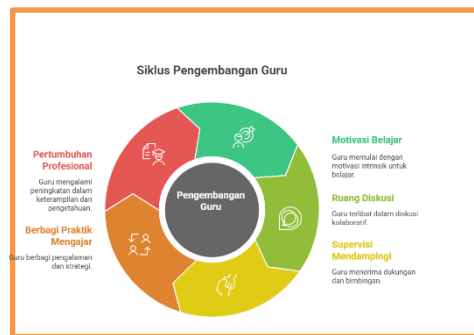 Siklus Pengembangan Guru
Motivasi Belajar
Guru memulai dengan
motivasi intrinsik untuk
belajar.
Ruang Diskusi
Guru terlibat dalam diskusi
kolaboratif.
Supervisi
Mendampingi
Guru menerima dukungan
dan bimbingan.
Berbagi Praktik
Mengajar
Guru berbagi pengalaman
dan strategi.
Pertumbuhan
Profesional
Guru mengalami
peningkatan dalam
keterampilan dan
pengetahuan.
Pengembangan
Guru